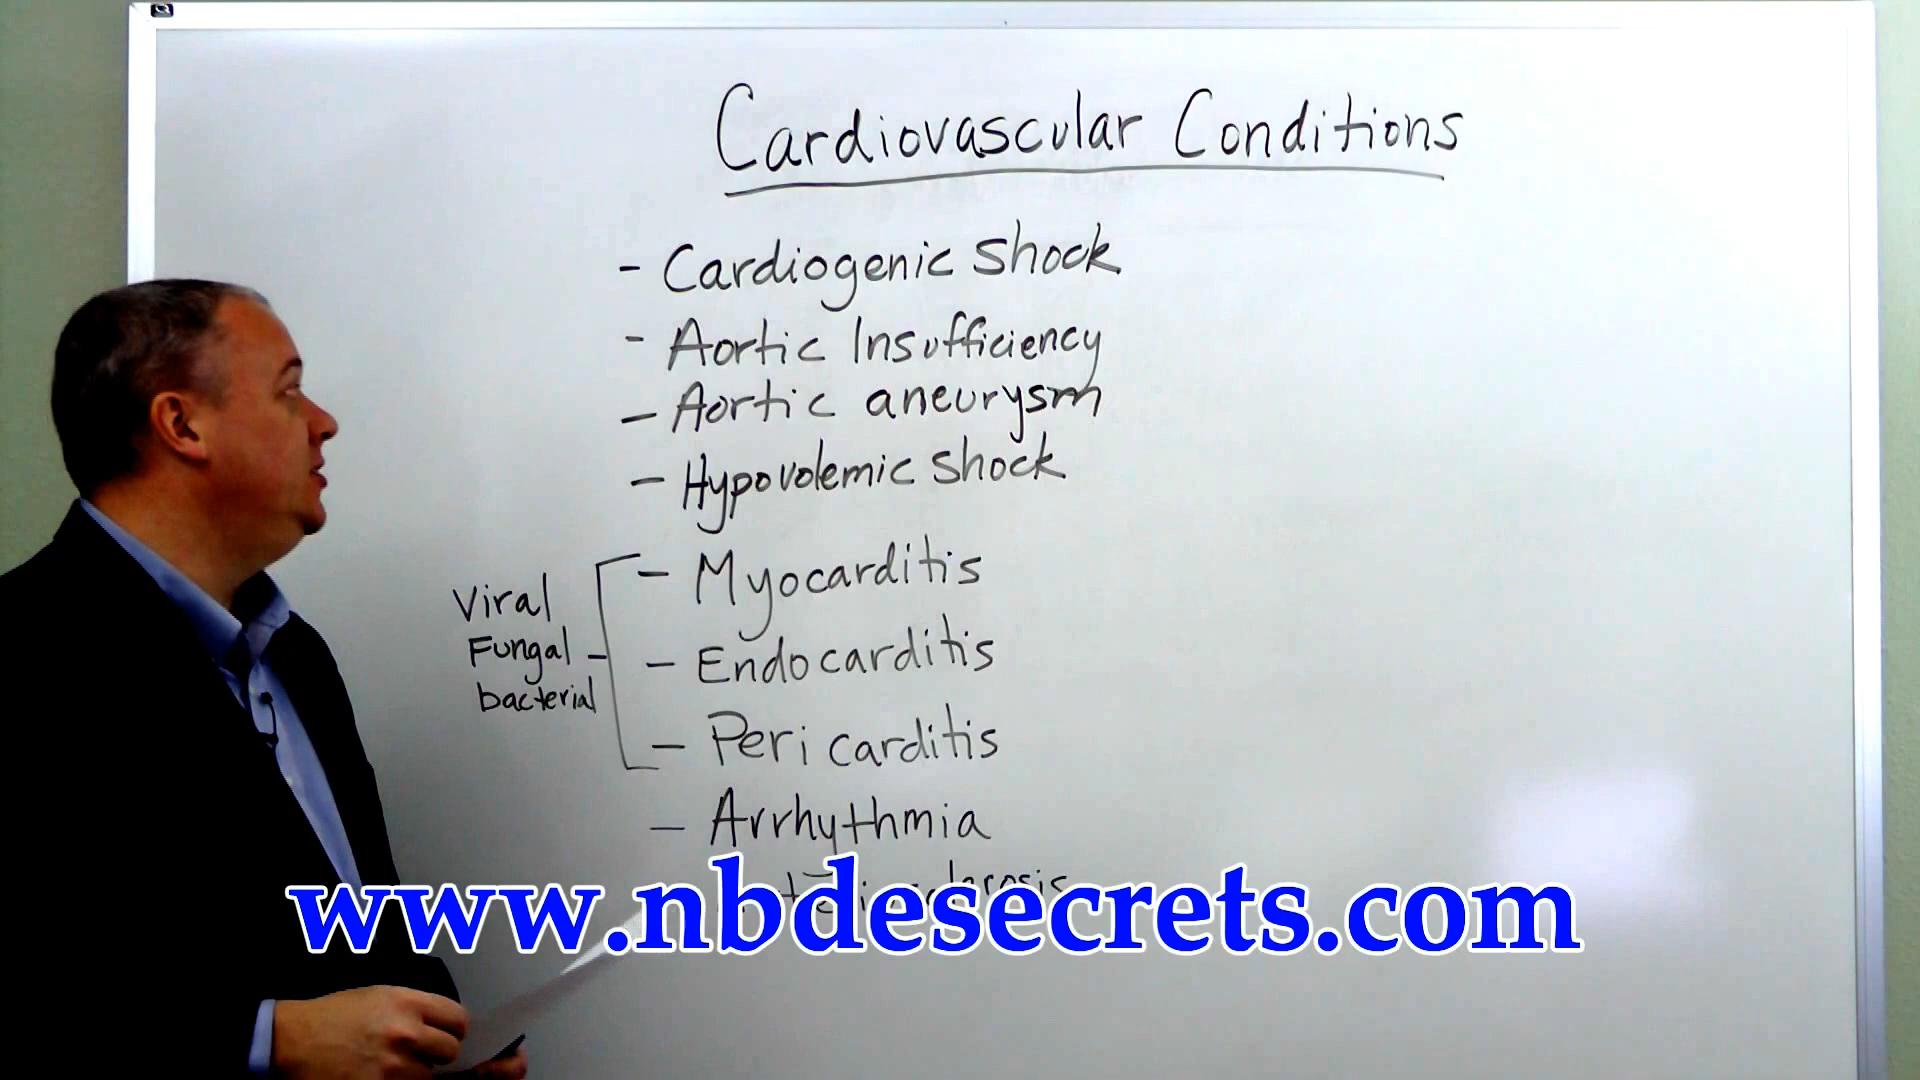 Cardiovascular Conditions
- Cardiogenic Shock
- Aortic Insufficiency
- Aortic aneurysm
- Hypovolemic Shock
- Myocarditis
Viral
Fungal - - Endocarditis
bacterial
- Pericarditis
- Arrhythmia
www.nbdesecrets.com